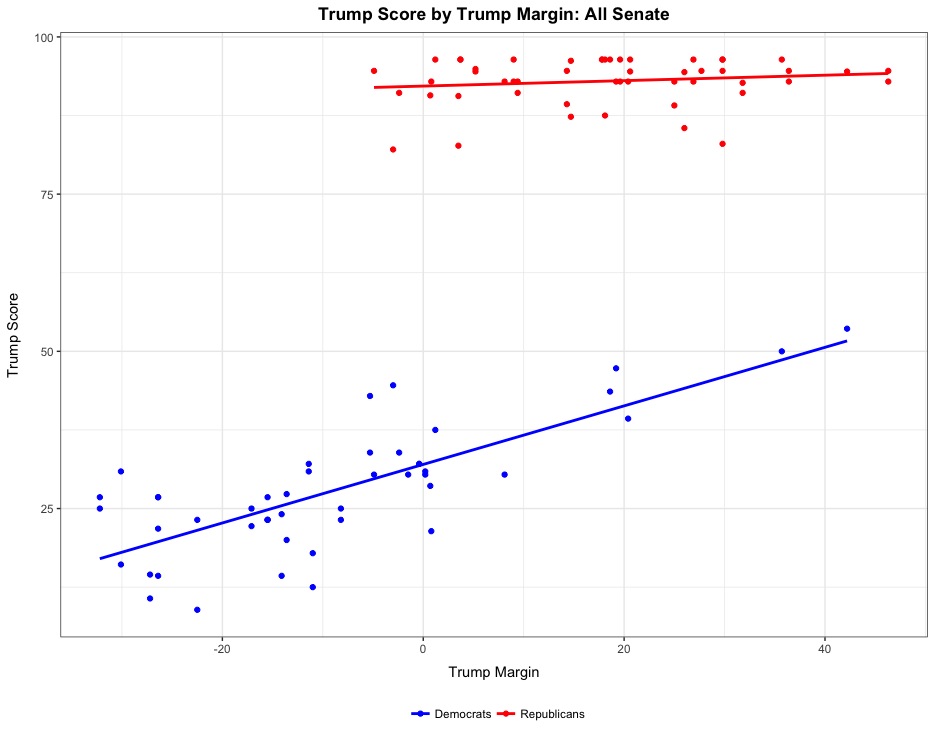 Trump Score by Trump Margin: All Senate
100
75
50
25
Trump Score
-20 0 20 40
Trump Margin
Democrats Republicans